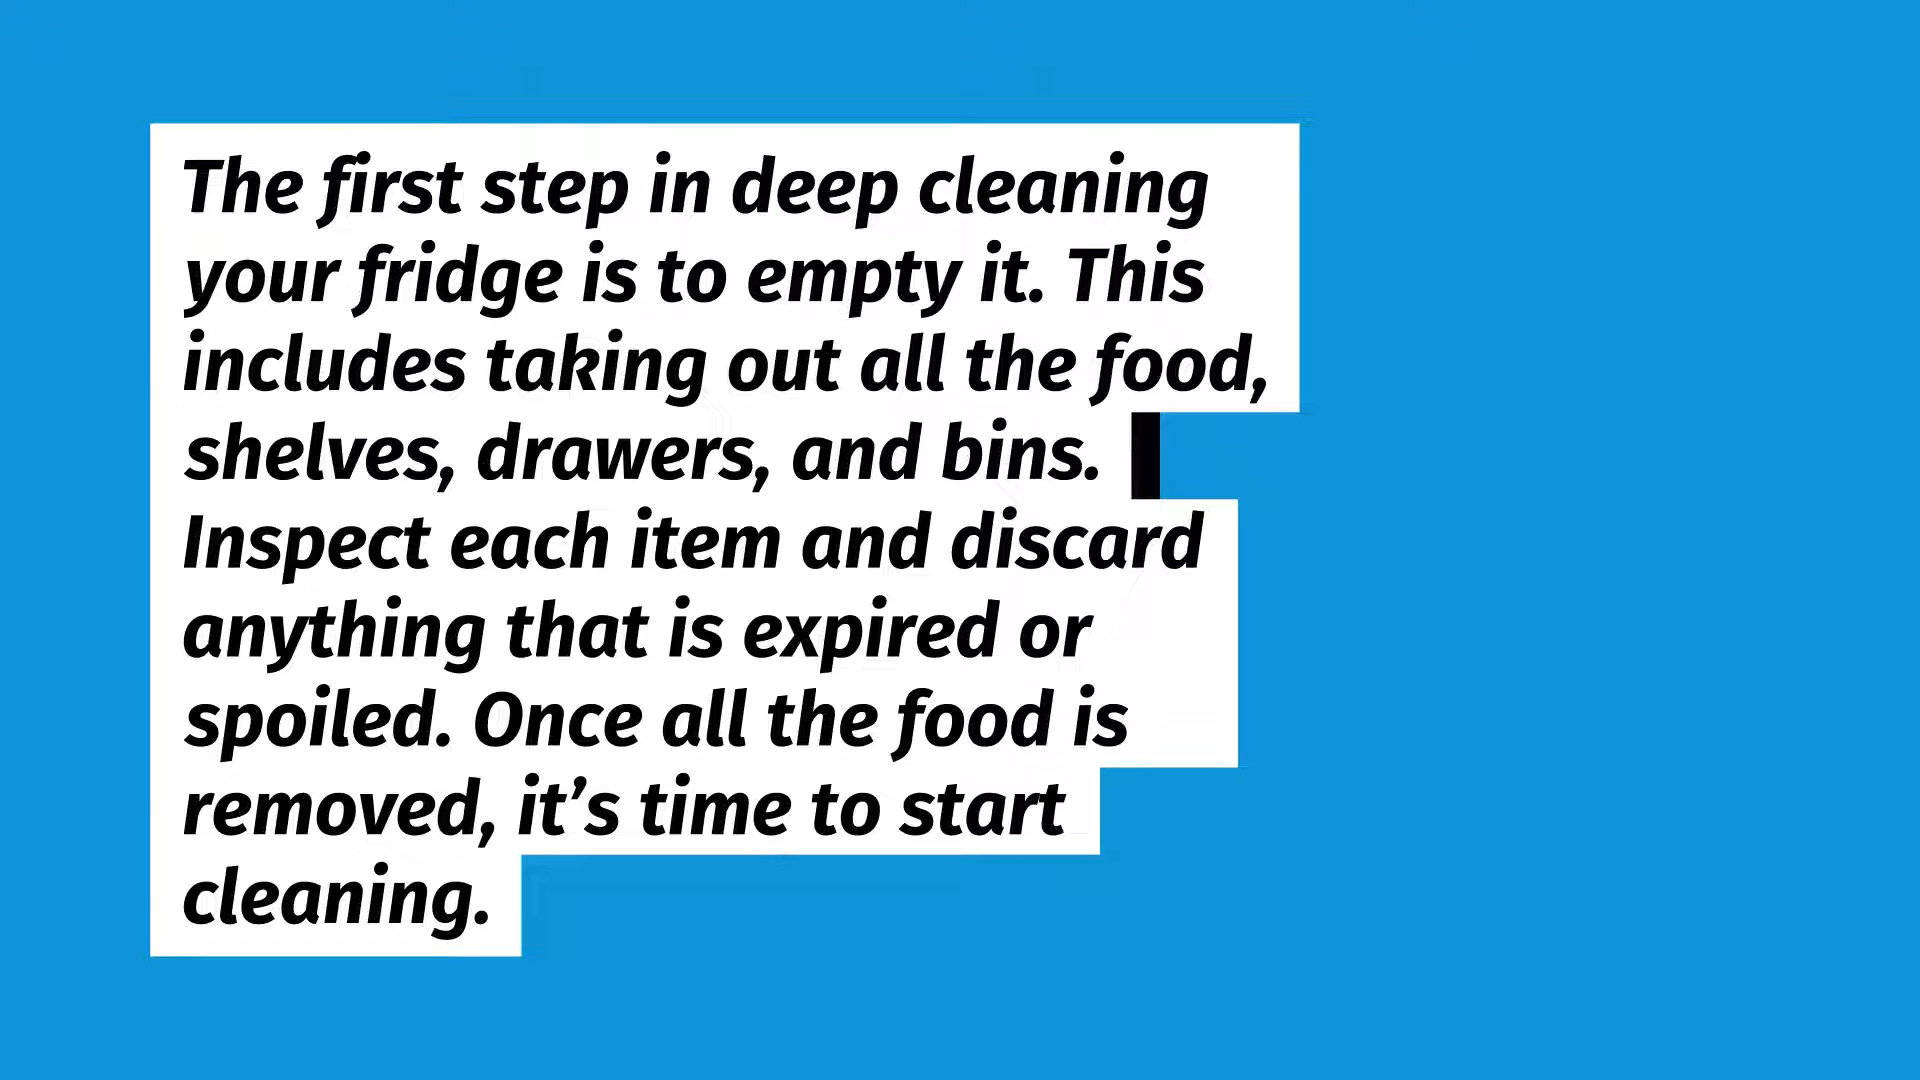 The first step in deep cleaning
your fridge is to empty it. This
includes taking out all the food,
shelves, drawers, and bins.
Inspect each item and discard
anything that is expired or
spoiled. Once all the food is
removed, it’s time to start
cleaning.